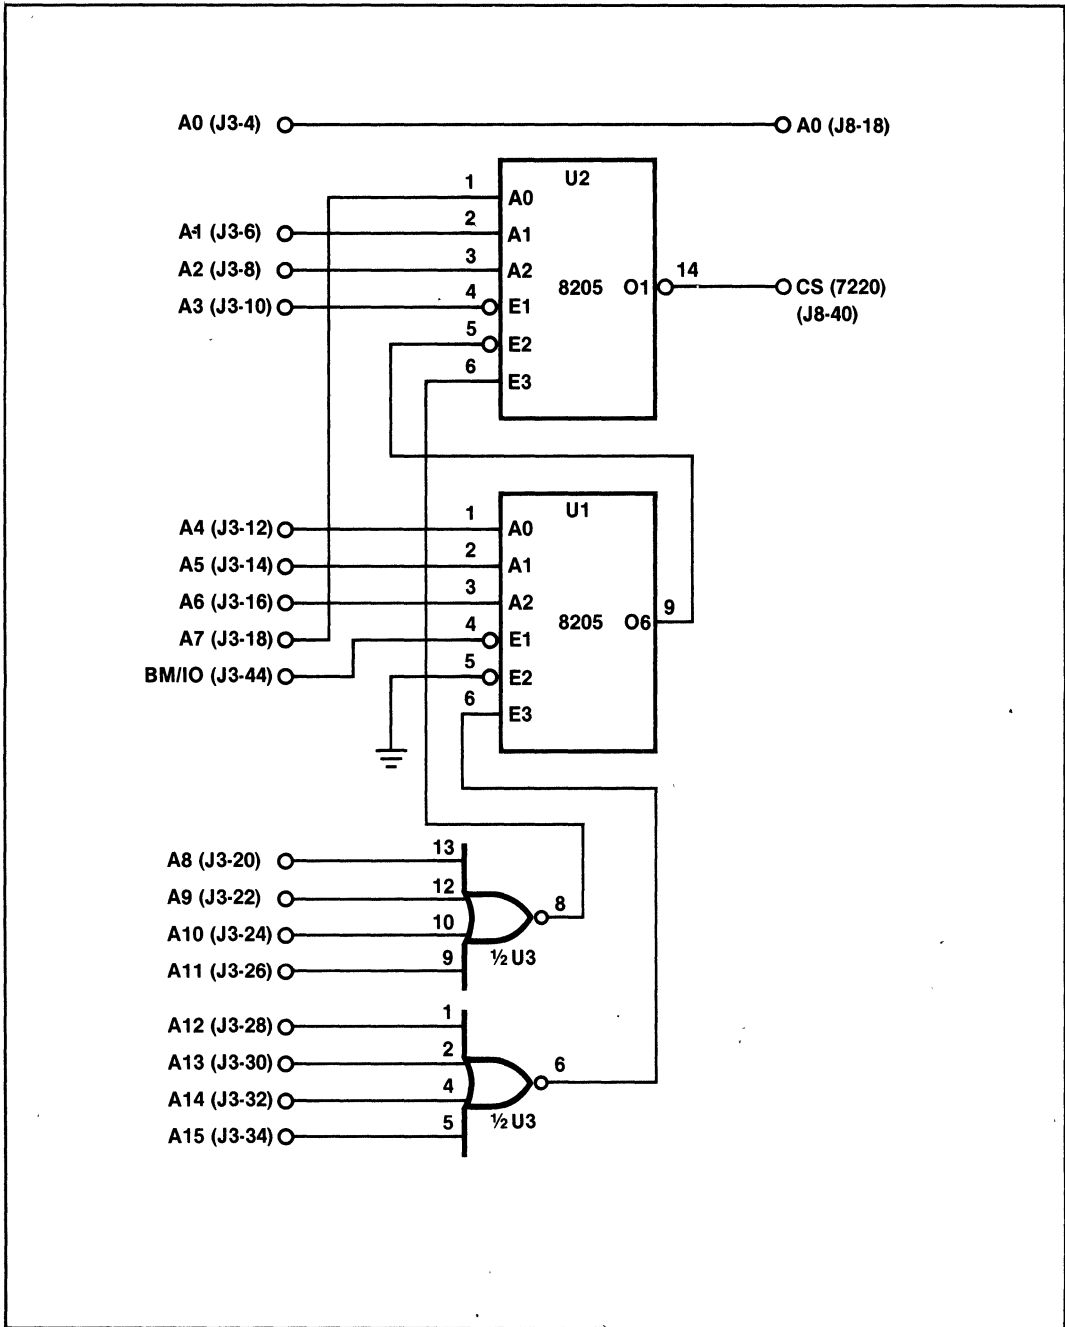 A0 (J3-4) A0 (J8-18)
U2
1 A0
A1 (J3-6) 2 A1
A2 (J3-8) 3 A2
8205 O1 14 CS (7220)
(J8-40)
A3 (J3-10) 4 E1
5 E2
6 E3
U1
A4 (J3-12) 1 A0
A5 (J3-14) 2 A1
A6 (J3-16) 3 A2
8205 O6 9
A7 (J3-18) 4 E1
BM/IO (J3-44) 5 E2
6 E3
A8 (J3-20) 13
A9 (J3-22) 12
8
A10 (J3-24) 10
A11 (J3-26) 9 ½ U3
A12 (J3-28) 1
A13 (J3-30) 2
6
A14 (J3-32) 4
A15 (J3-34) 5 ½ U3